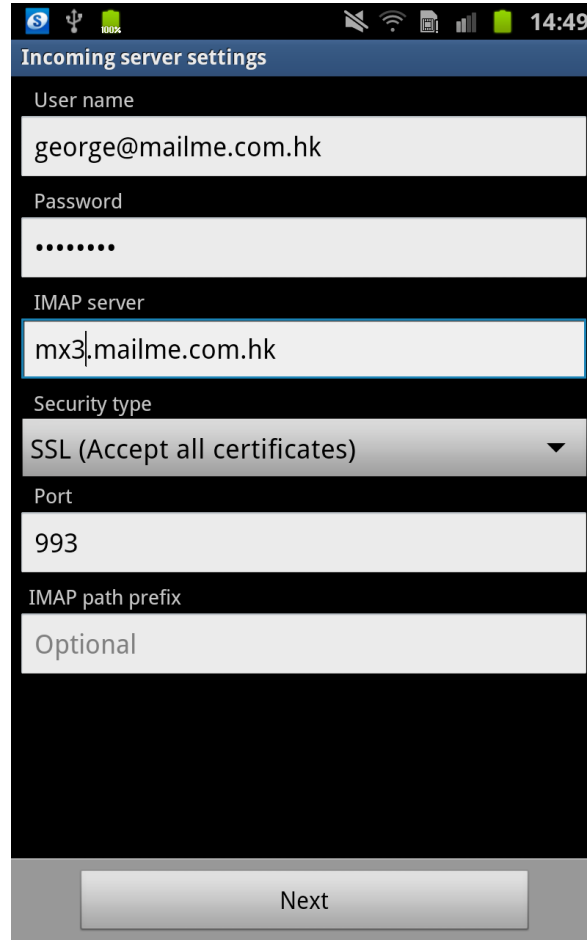 S 100% 14:49
Incoming server settings
User name
george@mailme.com.hk
Password
••••••••
IMAP server
mx3.mailme.com.hk
Security type
SSL (Accept all certificates)
Port
993
IMAP path prefix
Optional
Next